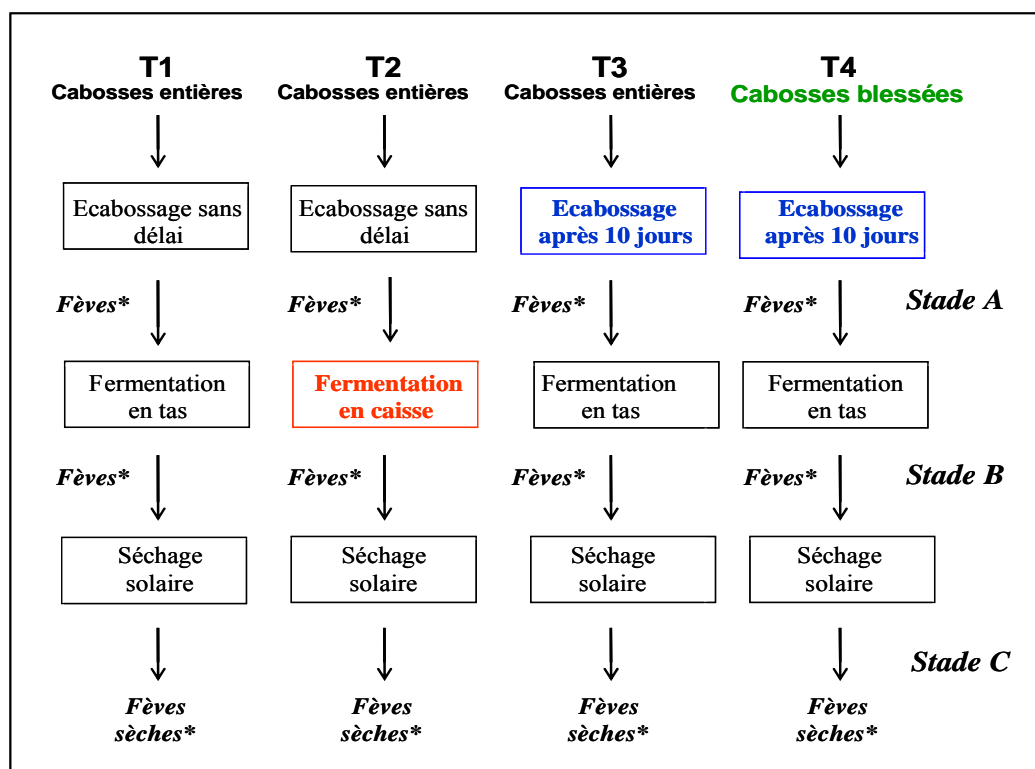 T1 T2 T3 T4
Cabosses entières Cabosses entières Cabosses entières Cabosses blessées
Ecabossage sans délai Ecabossage sans délai Ecabossage après 10 jours Ecabossage après 10 jours
Fèves* Fèves* Fèves* Fèves* Stade A
Fermentation en tas Fermentation en caisse Fermentation en tas Fermentation en tas
Fèves* Fèves* Fèves* Fèves* Stade B
Séchage solaire Séchage solaire Séchage solaire Séchage solaire
Stade C
Fèves sèches* Fèves sèches* Fèves sèches* Fèves sèches*